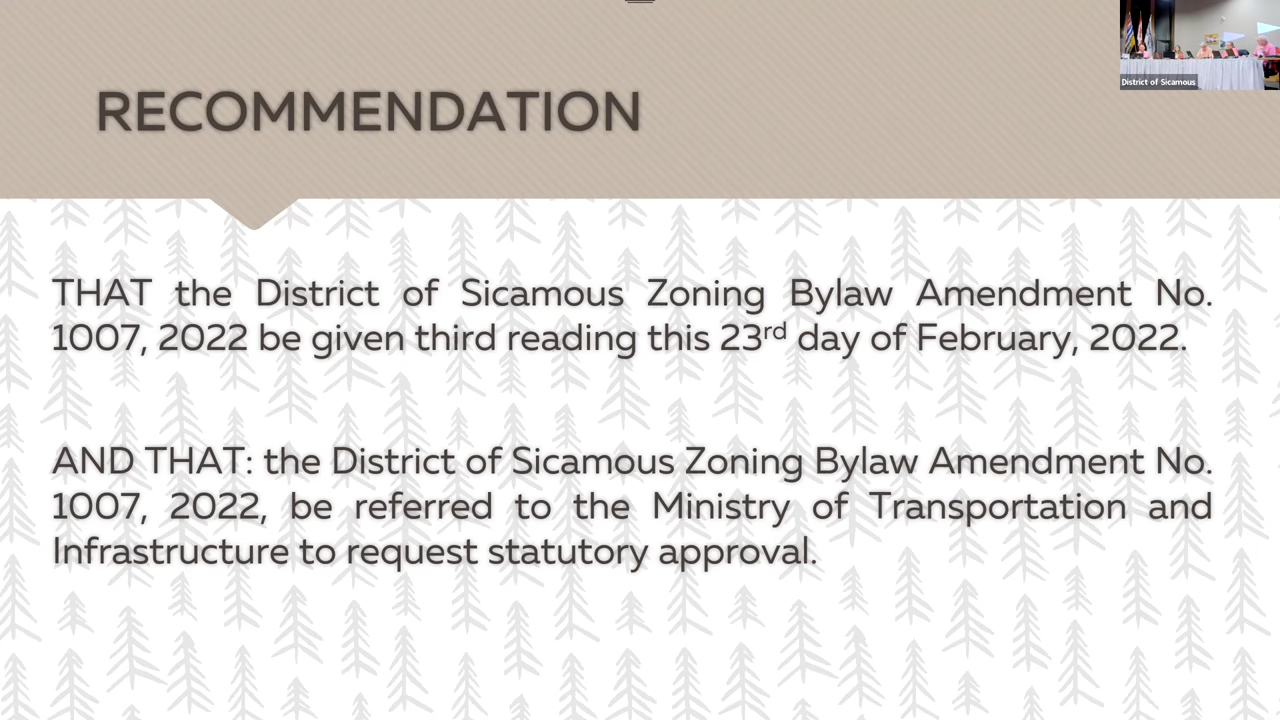 District of Sicamous
RECOMMENDATION
THAT the District of Sicamous Zoning Bylaw Amendment No.
1007, 2022 be given third reading this 23rd day of February, 2022.
AND THAT: the District of Sicamous Zoning Bylaw Amendment No.
1007, 2022, be referred to the Ministry of Transportation and
Infrastructure to request statutory approval.